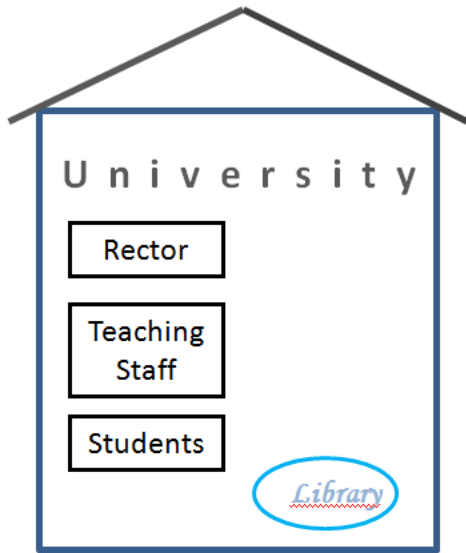 University
Rector
Teaching
Staff
Students
Library